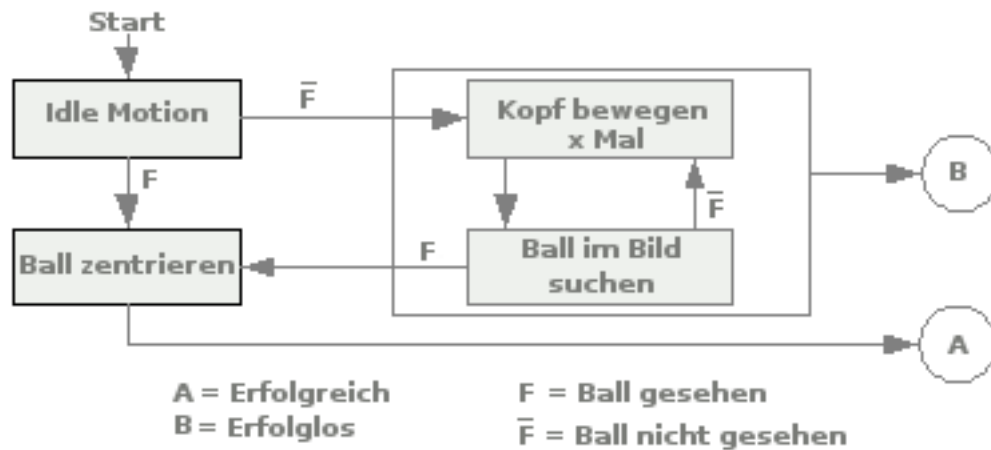 Start
Idle Motion
F̅
Kopf bewegen
x Mal
B
F
F̅
Ball zentrieren
F
Ball im Bild
suchen
A
A = Erfolgreich
F = Ball gesehen
B = Erfolglos
F̅ = Ball nicht gesehen